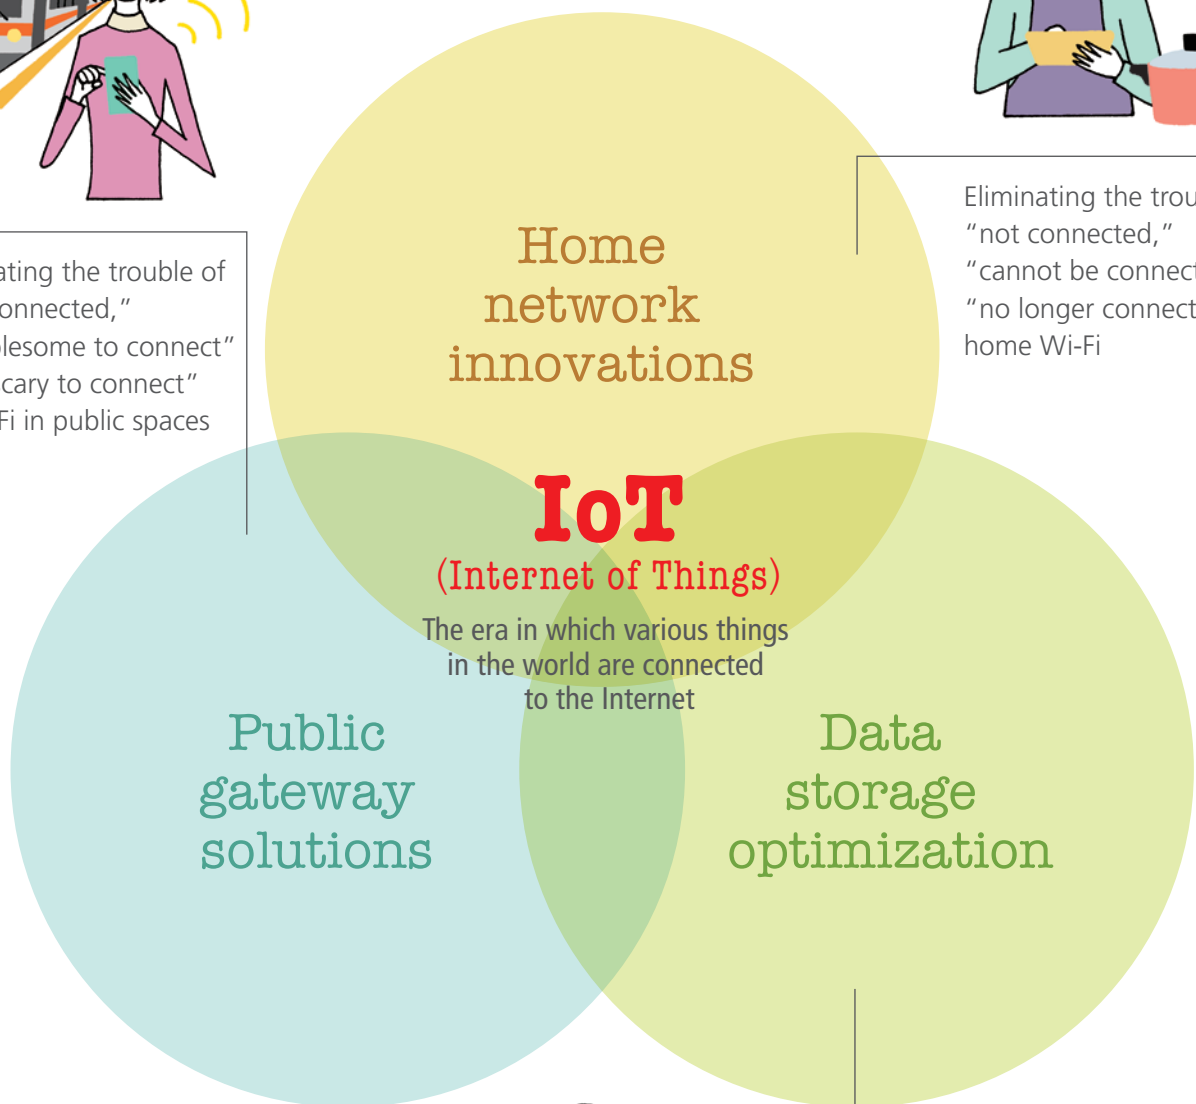 Home
network
innovations
ating the trouble of
onnected,”
lesome to connect”
cary to connect”
Fi in public spaces
Eliminating the trou
“not connected,”
“cannot be connect
“no longer connect
home Wi-Fi
IoT
(Internet of Things)
The era in which various things
in the world are connected
to the Internet
Public
gateway
solutions
Data
storage
optimization